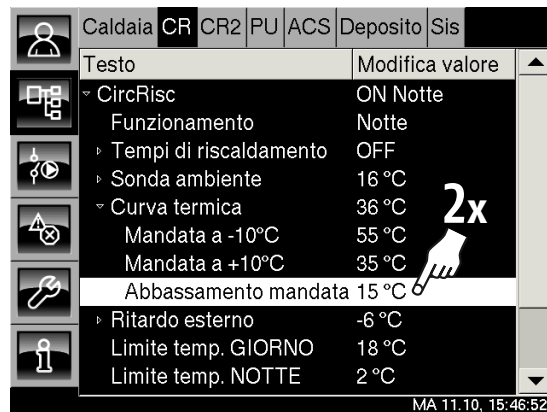 Caldaia CR CR2 PU ACS Deposito Sis
Testo Modifica valore
CircRisc ON Notte
Funzionamento Notte
Tempi di riscaldamento OFF
Sonda ambiente 16 °C
Curva termica 36 °C
2x
Mandata a -10°C 55 °C
Mandata a +10°C 35 °C
Abbassamento mandata 15 °C
Ritardo esterno -6 °C
Limite temp. GIORNO 18 °C
Limite temp. NOTTE 2 °C
MA 11.10, 15:46:52